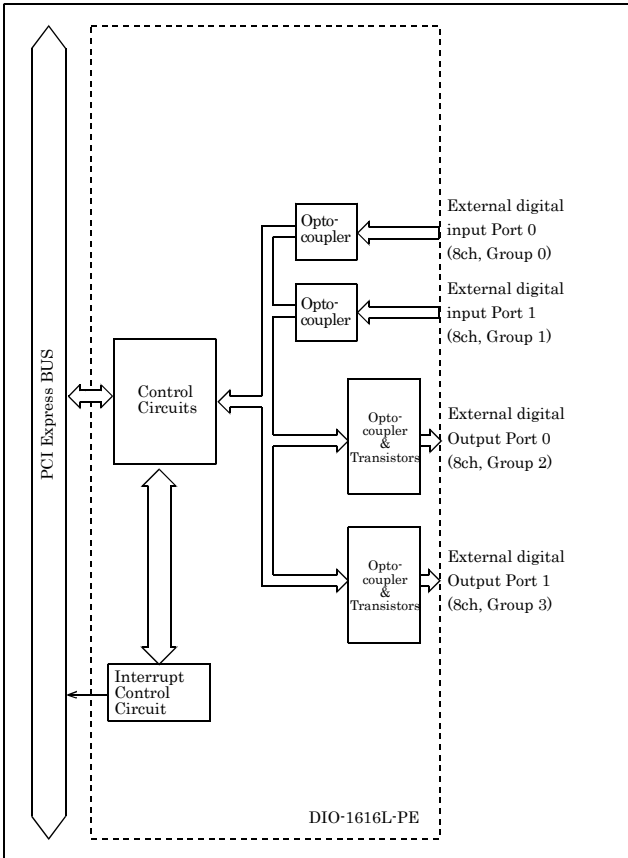 Opto-
coupler
External digital
input Port 0
(8ch, Group 0)
Opto-
coupler
External digital
input Port 1
(8ch, Group 1)
PCI Express BUS
Control
Circuits
Opto-
coupler
&
Transistors
External digital
Output Port 0
(8ch, Group 2)
Opto-
coupler
&
Transistors
External digital
Output Port 1
(8ch, Group 3)
Interrupt
Control
Circuit
DIO-1616L-PE